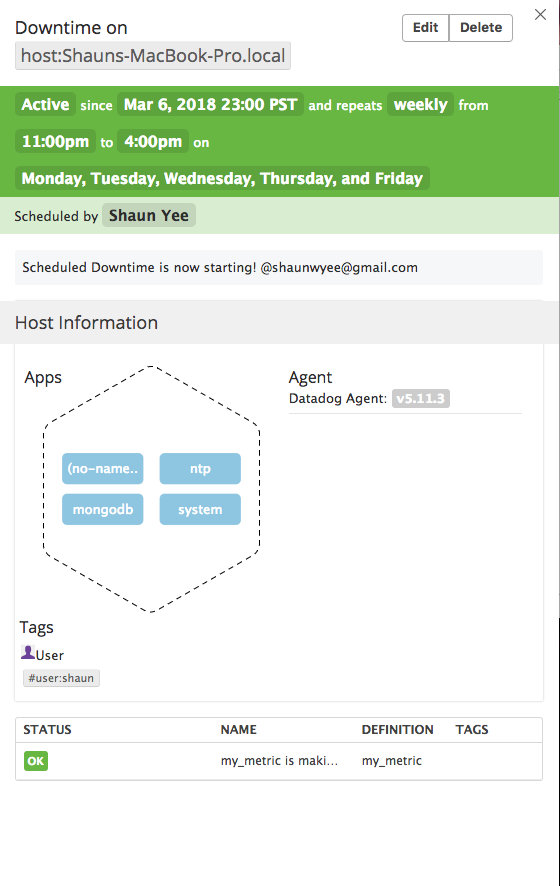 Downtime on
Edit Delete
host:Shauns-MacBook-Pro.local
Active since Mar 6, 2018 23:00 PST and repeats weekly from
11:00pm to 4:00pm on
Monday, Tuesday, Wednesday, Thursday, and Friday
Scheduled by Shaun Yee
Scheduled Downtime is now starting! @shaunwyee@gmail.com
Host Information
Apps
(no-name.. ntp
mongodb system
Agent
Datadog Agent: v5.11.3
Tags
User
#user:shaun
STATUS NAME DEFINITION TAGS
OK my_metric is maki... my_metric